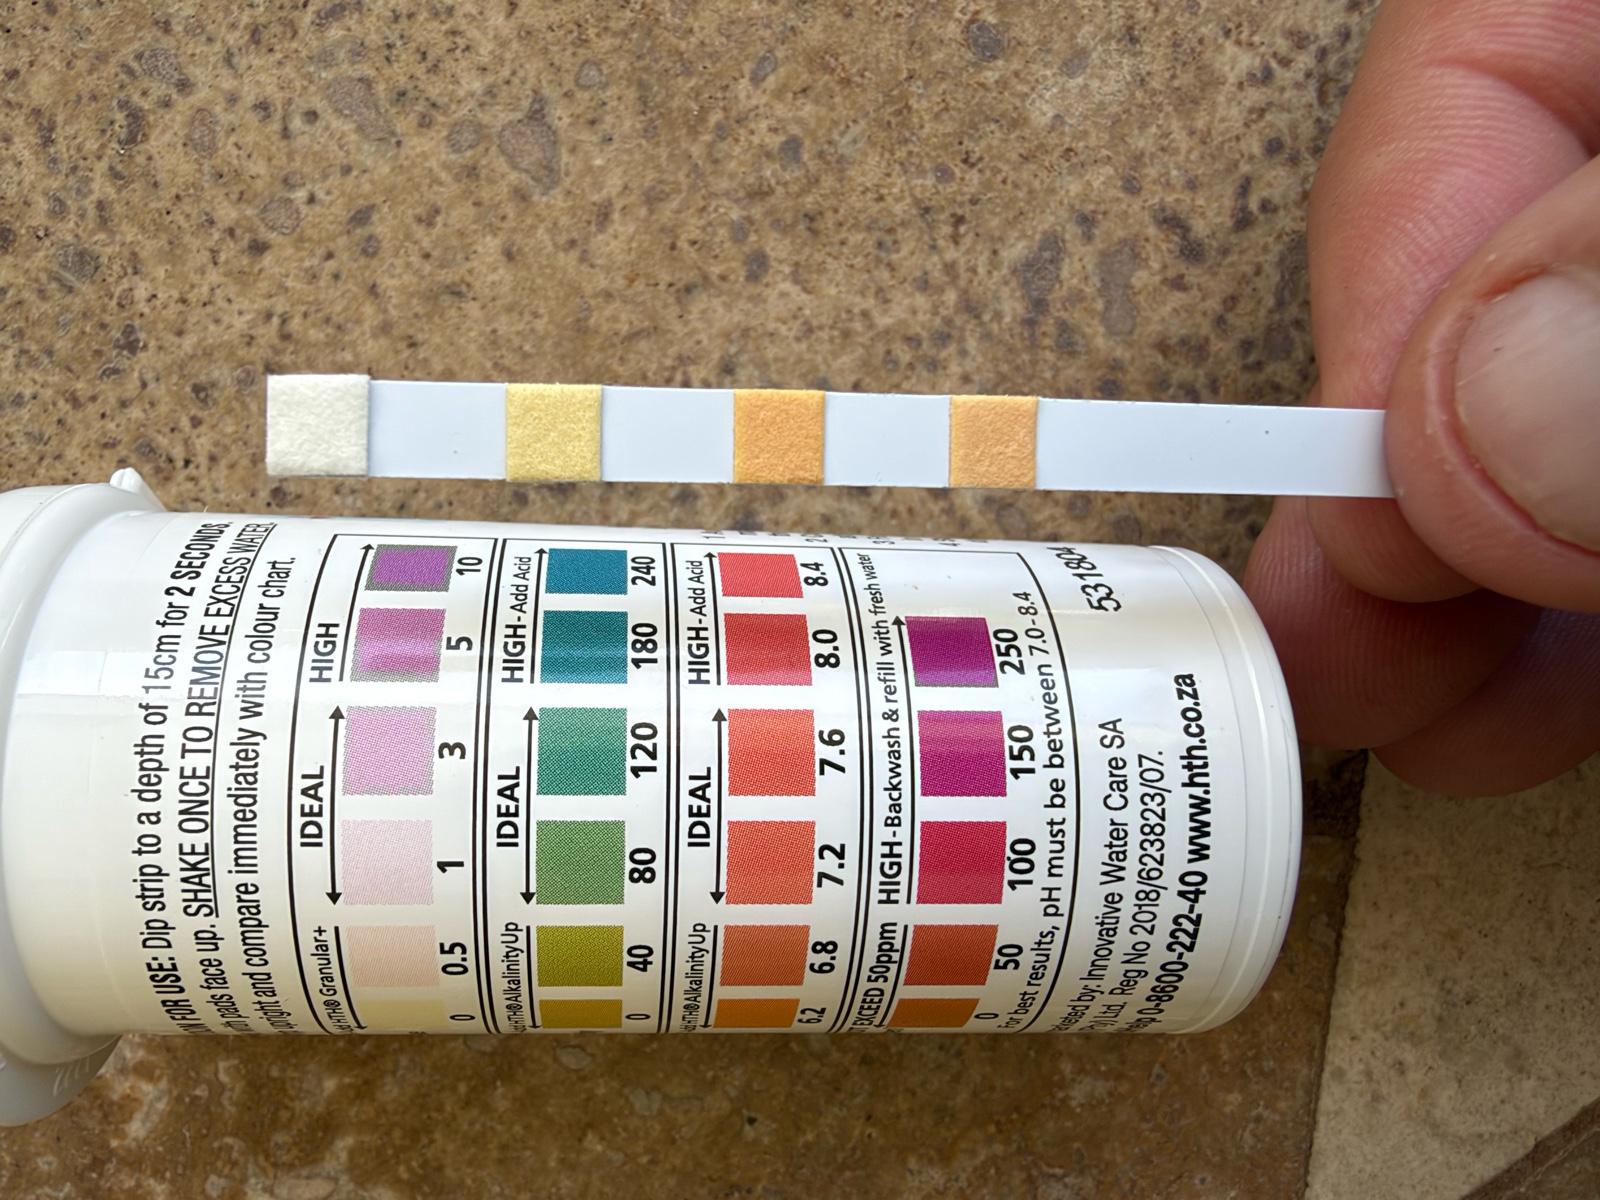 FOR USE: Dip strip to a depth of 15cm for 2 SECONDS,
pads face up. SHAKE ONCE TO REMOVE EXCESS WATER.
and compare immediately with colour chart.
HTH® Granular+ IDEAL HIGH
0 0.5 1 3 5 10
HTH®AlkalinityUp IDEAL HIGH-Add Acid
0 40 80 120 180 240
HTH®AlkalinityUp IDEAL HIGH-Add Acid
6.2 6.8 7.2 7.6 8.0 8.4
EXCEED 50ppm HIGH-Backwash & refill with fresh water
0 50 100 150 250
For best results, pH must be between 7.0-8.4
by: Innovative Water Care SA
Ltd. Reg No 2018/623823/07.
0-8600-222-40 www.hth.co.za
531804